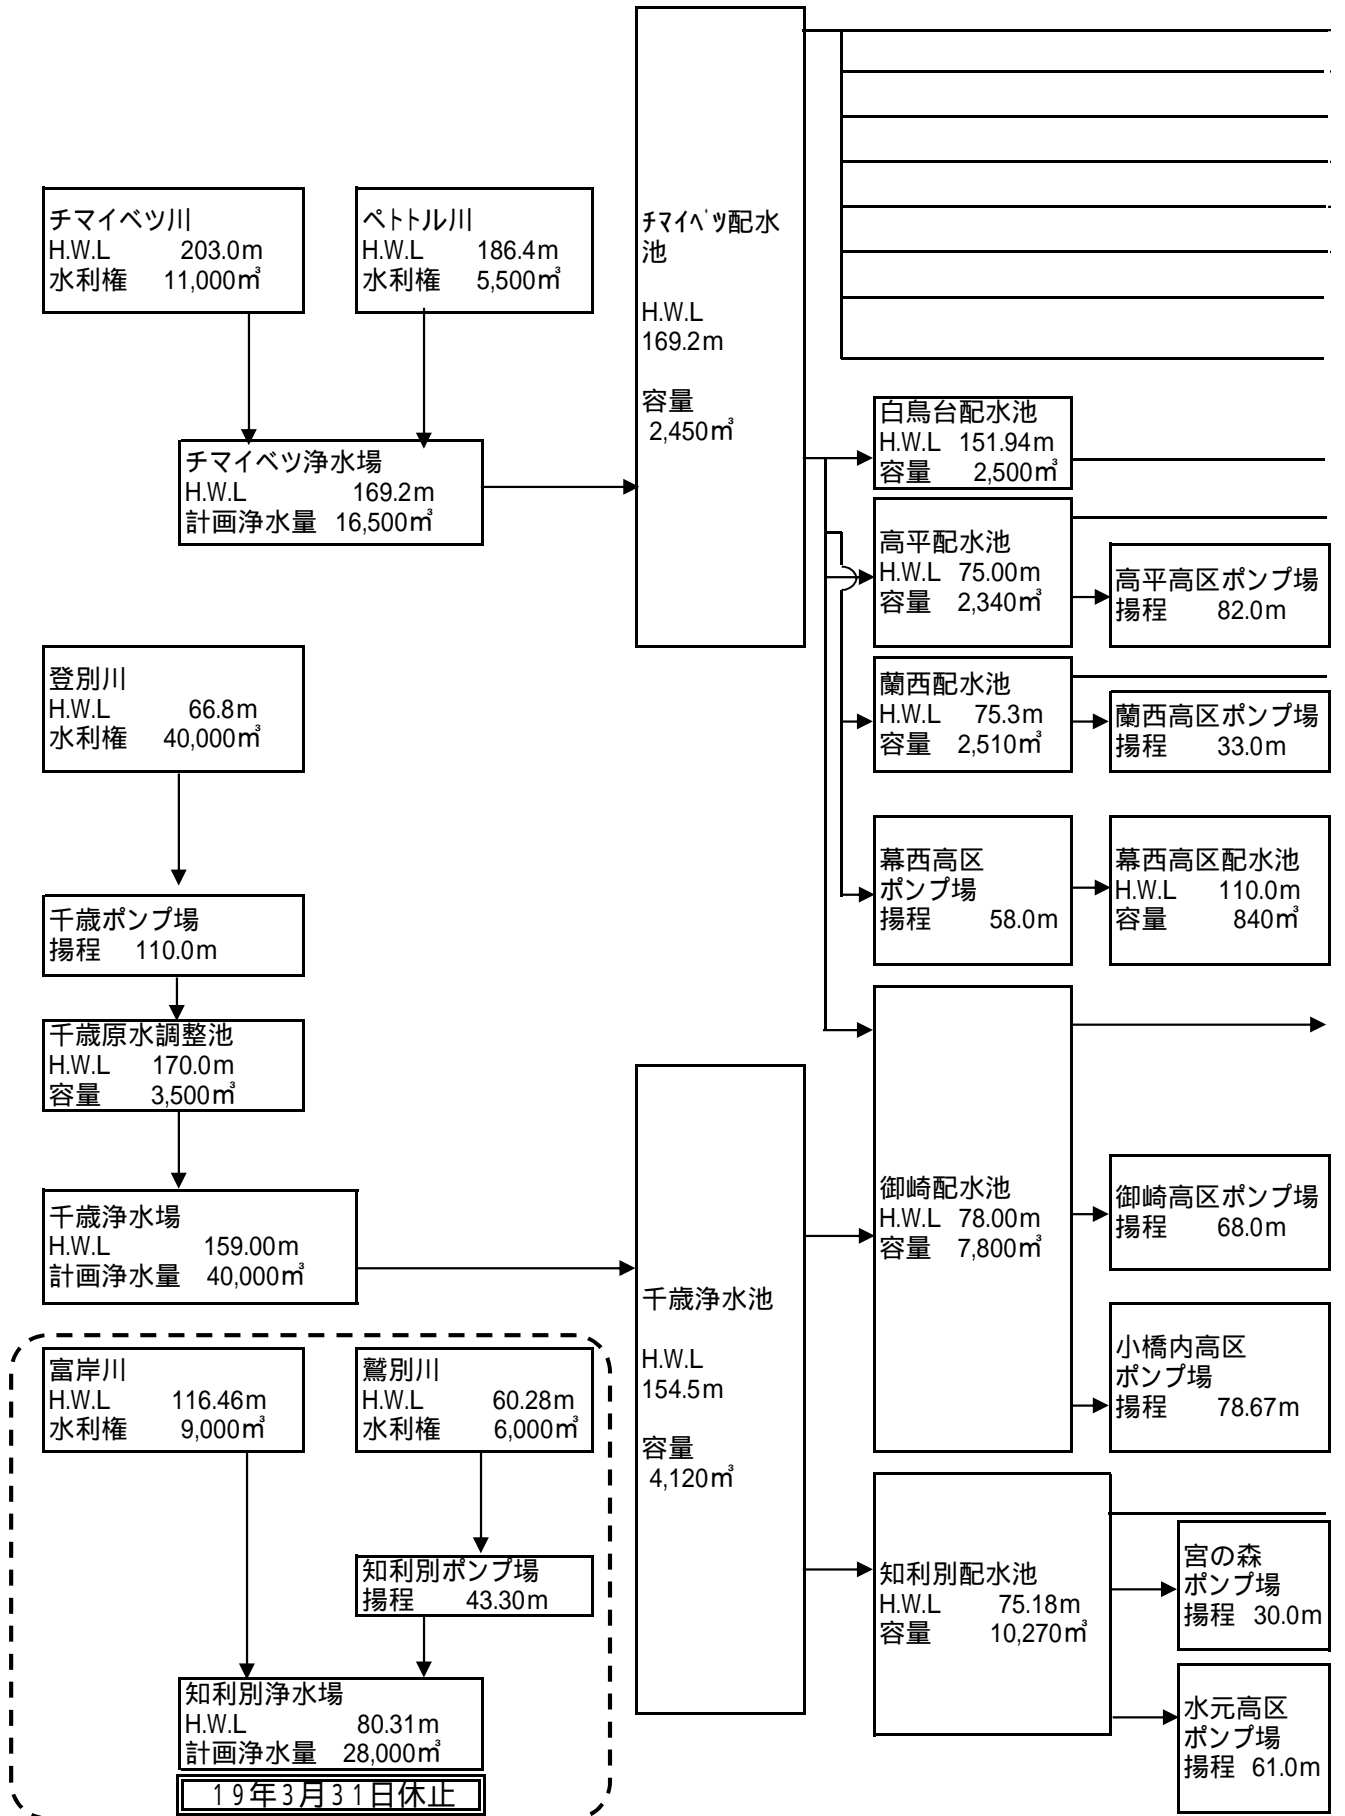 チマイベツ川
H.W.L 203.0m
水利権 11,000㎥
ペトトル川
H.W.L 186.4m
水利権 5,500㎥
チマイベツ浄水場
H.W.L 169.2m
計画浄水量 16,500㎥
ﾁﾏｲﾍﾞﾂ配水
池
H.W.L
169.2m
容量
2,450㎥
白鳥台配水池
H.W.L 151.94m
容量 2,500㎥
高平配水池
H.W.L 75.00m
容量 2,340㎥
高平高区ポンプ場
揚程 82.0m
蘭西配水池
H.W.L 75.3m
容量 2,510㎥
蘭西高区ポンプ場
揚程 33.0m
幕西高区
ポンプ場
揚程 58.0m
幕西高区配水池
H.W.L 110.0m
容量 840㎥
登別川
H.W.L 66.8m
水利権 40,000㎥
千歳ポンプ場
揚程 110.0m
千歳原水調整池
H.W.L 170.0m
容量 3,500㎥
千歳浄水場
H.W.L 159.00m
計画浄水量 40,000㎥
千歳浄水池
H.W.L
154.5m
容量
4,120㎥
御崎配水池
H.W.L 78.00m
容量 7,800㎥
御崎高区ポンプ場
揚程 68.0m
小橋内高区
ポンプ場
揚程 78.67m
富岸川
H.W.L 116.46m
水利権 9,000㎥
鷲別川
H.W.L 60.28m
水利権 6,000㎥
知利別ポンプ場
揚程 43.30m
知利別浄水場
H.W.L 80.31m
計画浄水量 28,000㎥
19年3月31日休止
知利別配水池
H.W.L 75.18m
容量 10,270㎥
宮の森
ポンプ場
揚程 30.0m
水元高区
ポンプ場
揚程 61.0m